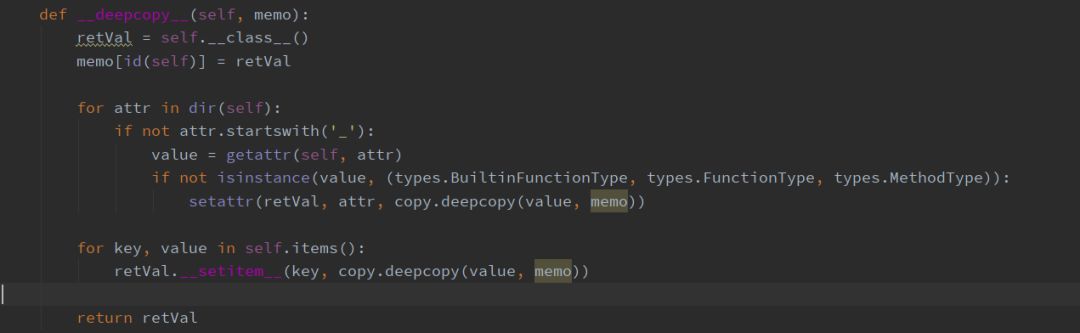 def __deepcopy__(self, memo):
    retVal = self.__class__()
    memo[id(self)] = retVal

    for attr in dir(self):
        if not attr.startswith('_'):
            value = getattr(self, attr)
            if not isinstance(value, (types.BuiltinFunctionType, types.FunctionType, types.MethodType)):
                setattr(retVal, attr, copy.deepcopy(value, memo))

    for key, value in self.items():
        retVal.__setitem__(key, copy.deepcopy(value, memo))

    return retVal